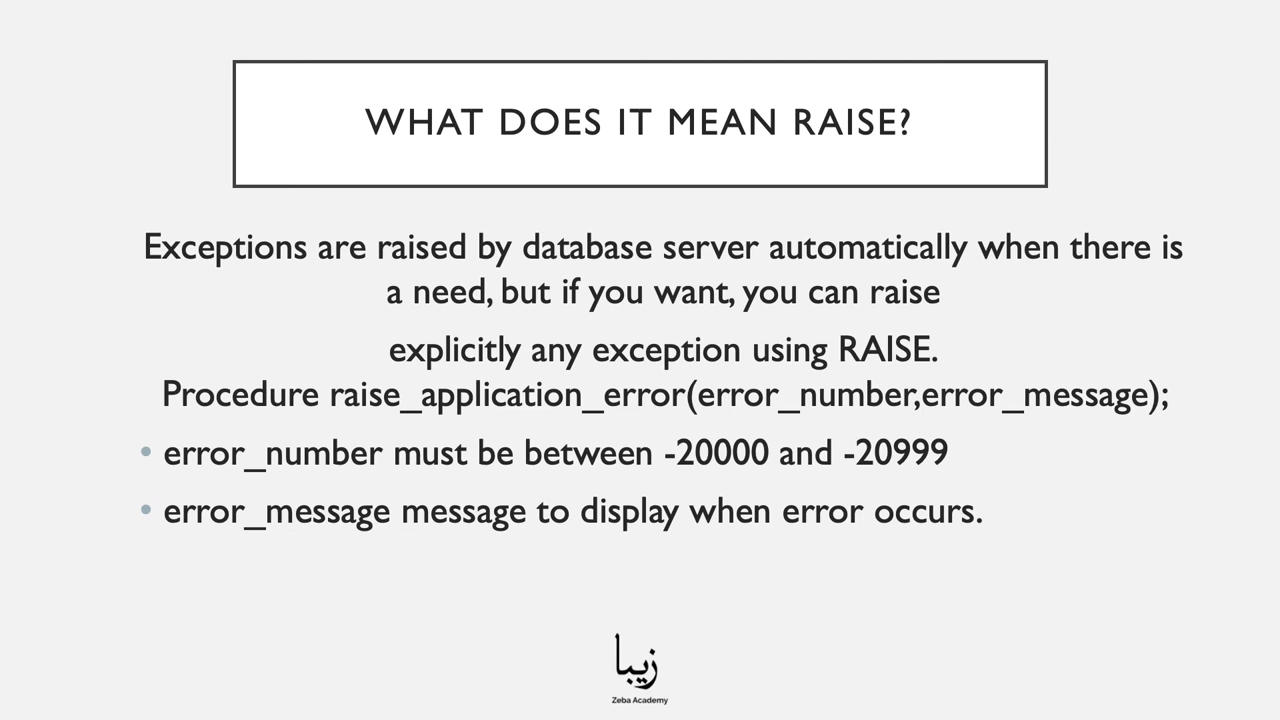 WHAT DOES IT MEAN RAISE?
Exceptions are raised by database server automatically when there is
a need, but if you want, you can raise
explicitly any exception using RAISE.
Procedure raise_application_error(error_number,error_message);
• error_number must be between -20000 and -20999
• error_message message to display when error occurs.
زيبا
Zeba Academy